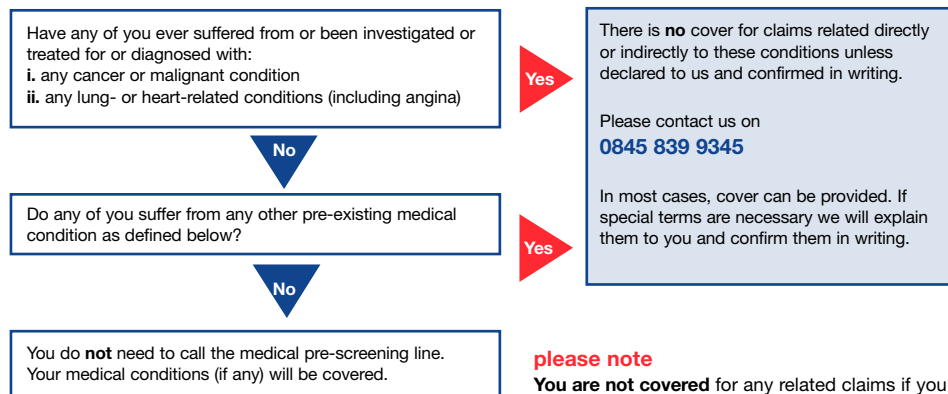 Have any of you ever suffered from or been investigated or
treated for or diagnosed with:
i. any cancer or malignant condition
ii. any lung- or heart-related conditions (including angina)
Yes
There is no cover for claims related directly
or indirectly to these conditions unless
declared to us and confirmed in writing.
Please contact us on
0845 839 9345
In most cases, cover can be provided. If
special terms are necessary we will explain
them to you and confirm them in writing.
No
Do any of you suffer from any other pre-existing medical
condition as defined below?
Yes
No
You do not need to call the medical pre-screening line.
Your medical conditions (if any) will be covered.
please note
You are not covered for any related claims if you